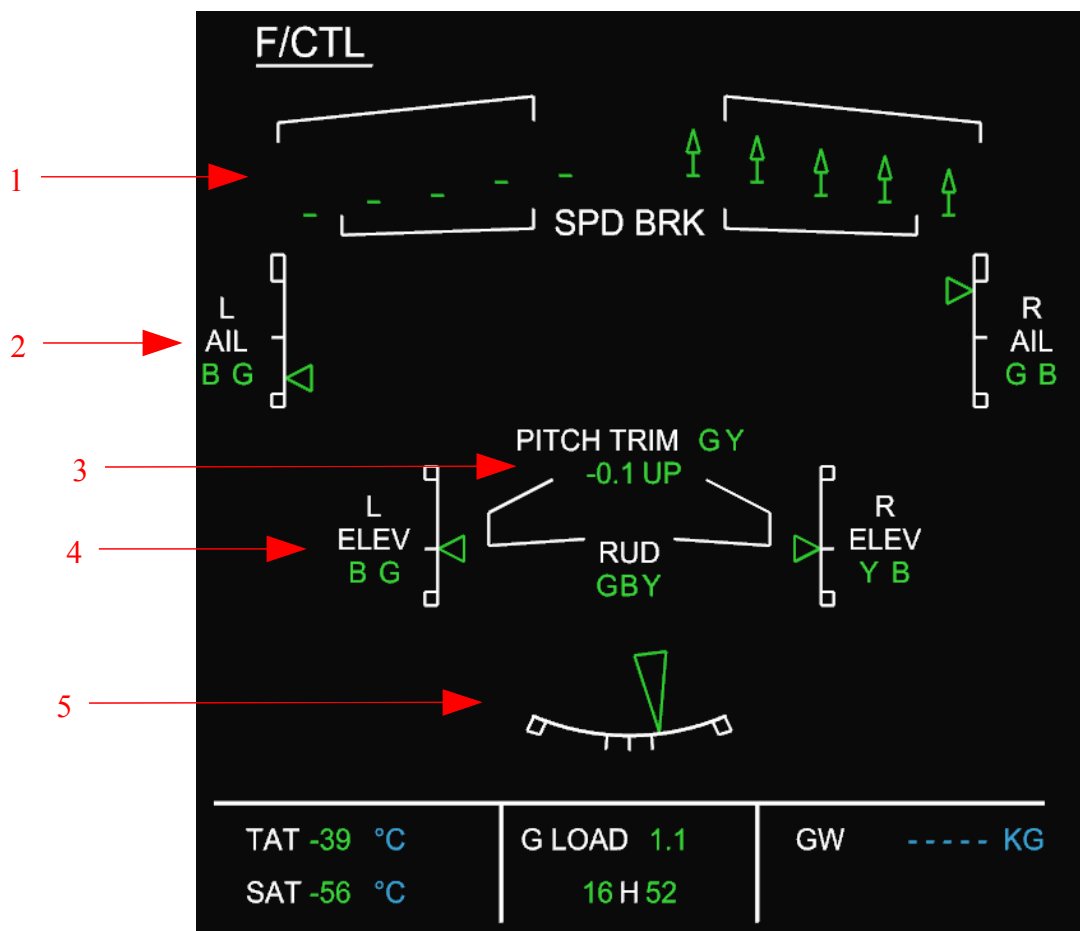 F/CTL
1
SPD BRK
2
L
AIL
B G
R
AIL
G B
3
PITCH TRIM G Y
-0.1 UP
4
L
ELEV
B G
RUD
GBY
R
ELEV
Y B
5
TAT -39 °C
SAT -56 °C
G LOAD 1.1
16 H 52
GW - - - - - KG